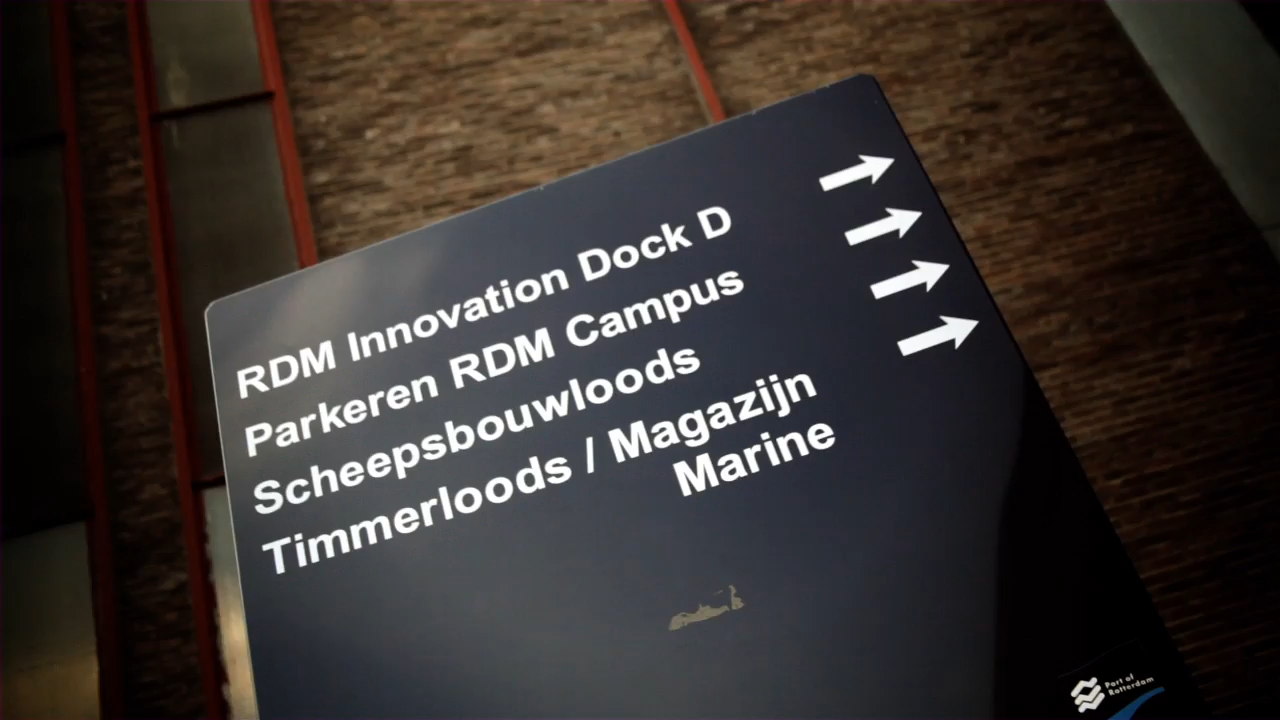 RDM Innovation Dock D
Parkeren RDM Campus
Scheepsbouwloods
Timmerloods / Magazijn
Marine
Port of
Rotterdam